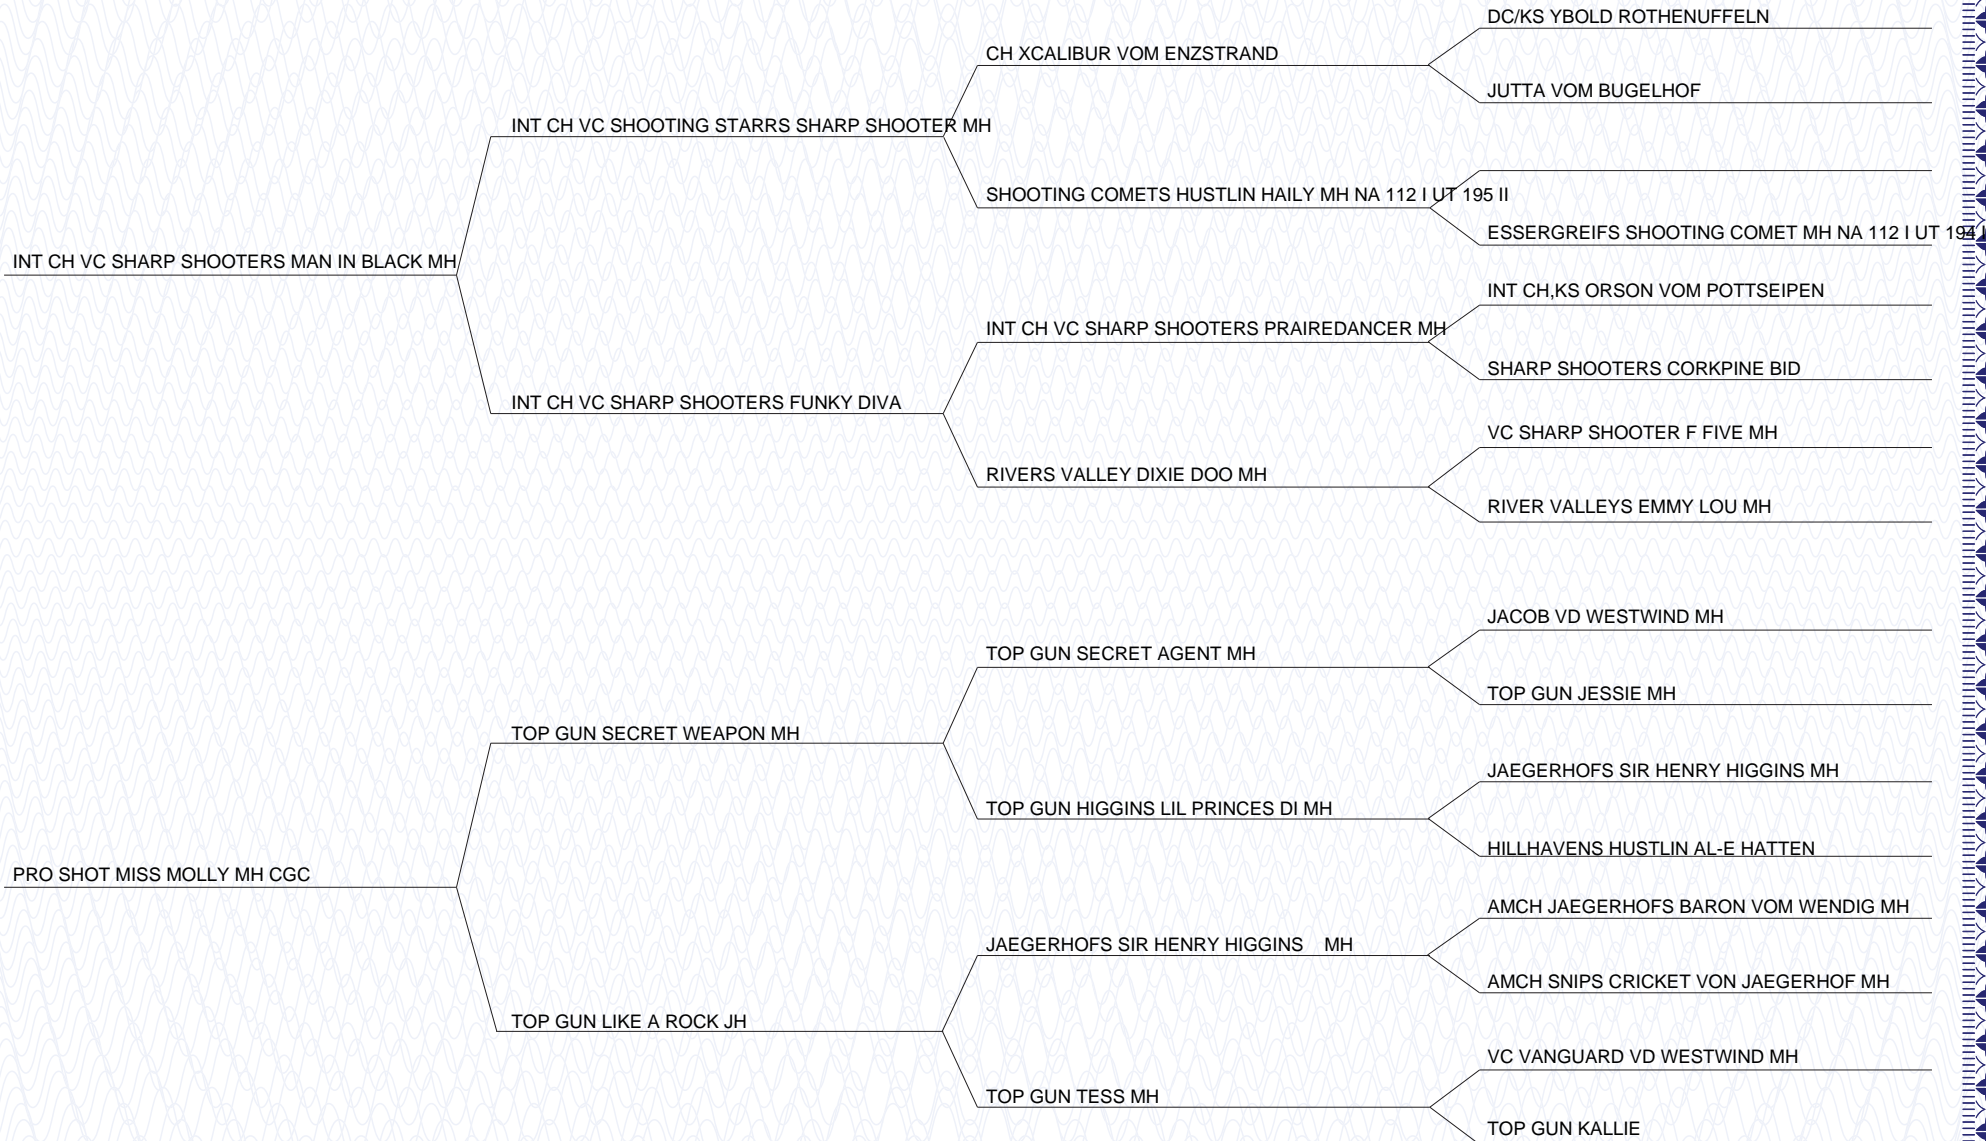 DC/KS YBOLD ROTHENUFFELN
CH XCALIBUR VOM ENZSTRAND
JUTTA VOM BUGELHOF
INT CH VC SHOOTING STARRS SHARP SHOOTER MH
SHOOTING COMETS HUSTLIN HAILY MH NA 112 I UT 195 II
ESSERGREIFS SHOOTING COMET MH NA 112 I UT 194
INT CH VC SHARP SHOOTERS MAN IN BLACK MH
INT CH,KS ORSON VOM POTTSEIPEN
INT CH VC SHARP SHOOTERS PRAIREDANCER MH
SHARP SHOOTERS CORKPINE BID
INT CH VC SHARP SHOOTERS FUNKY DIVA
VC SHARP SHOOTER F FIVE MH
RIVERS VALLEY DIXIE DOO MH
RIVER VALLEYS EMMY LOU MH
JACOB VD WESTWIND MH
TOP GUN SECRET AGENT MH
TOP GUN JESSIE MH
TOP GUN SECRET WEAPON MH
JAEGERHOFS SIR HENRY HIGGINS MH
TOP GUN HIGGINS LIL PRINCES DI MH
HILLHAVENS HUSTLIN AL-E HATTEN
PRO SHOT MISS MOLLY MH CGC
AMCH JAEGERHOFS BARON VOM WENDIG MH
JAEGERHOFS SIR HENRY HIGGINS MH
AMCH SNIPS CRICKET VON JAEGERHOF MH
TOP GUN LIKE A ROCK JH
VC VANGUARD VD WESTWIND MH
TOP GUN TESS MH
TOP GUN KALLIE